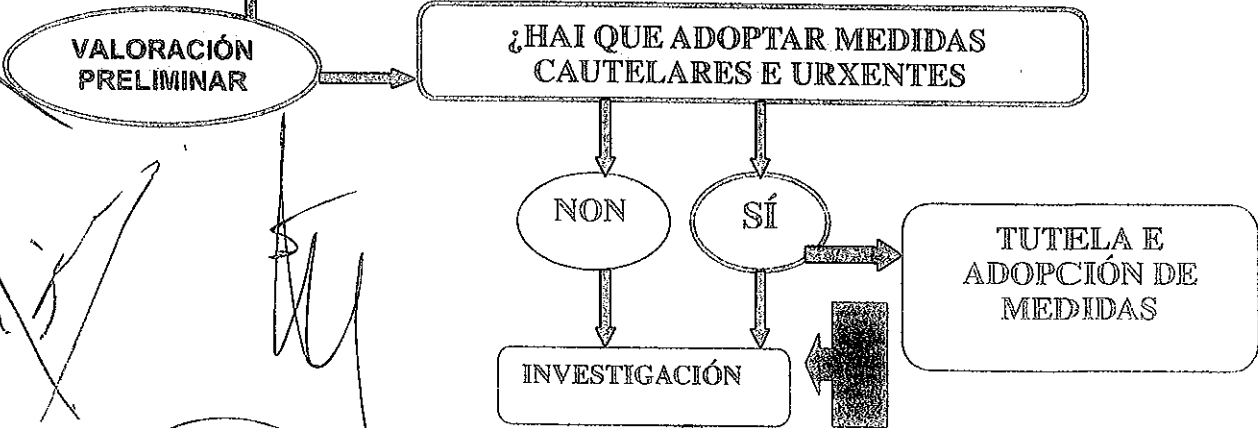 VALORACIÓN
PRELIMINAR
¿HAI QUE ADOPTAR MEDIDAS
CAUTELARES E URXENTES
NON
SÍ
TUTELA E
ADOPCIÓN DE
MEDIDAS
INVESTIGACIÓN